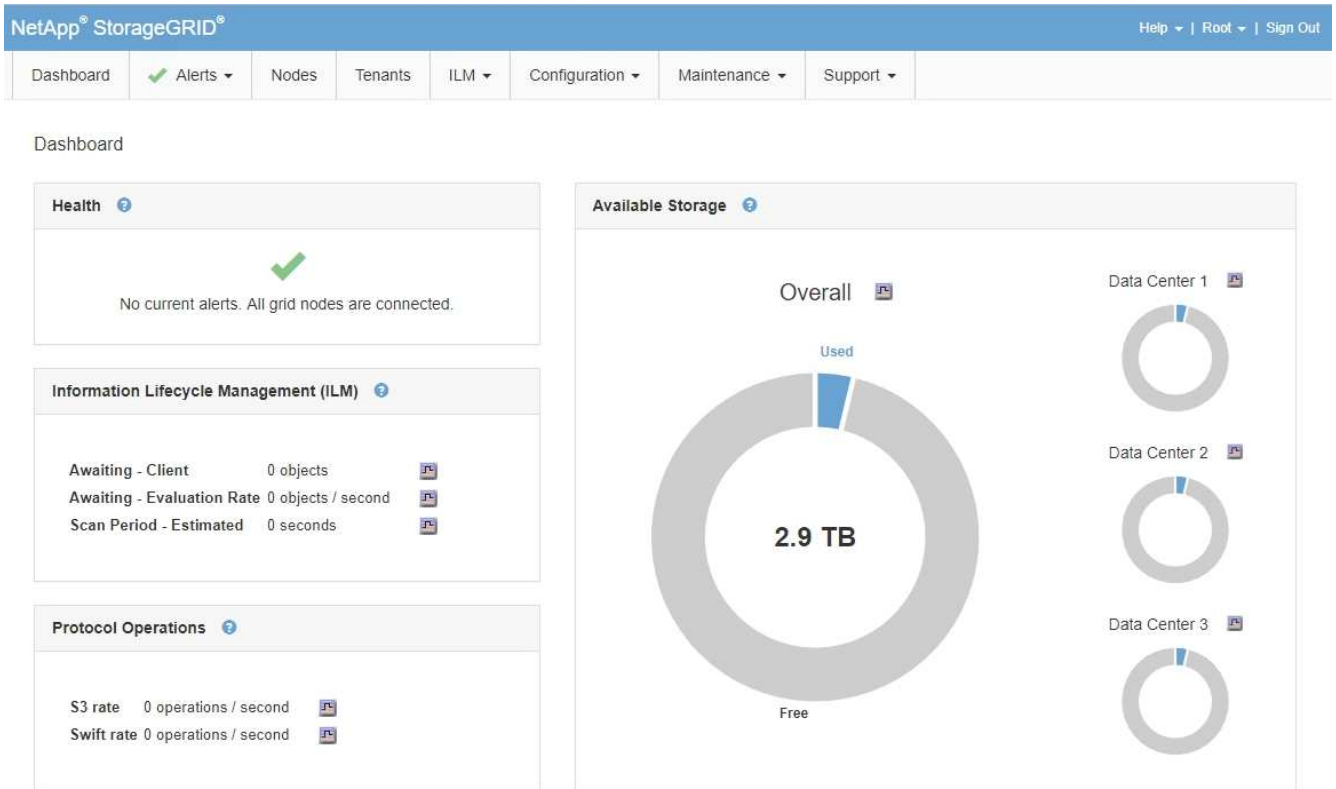 NetApp® StorageGRID®
Help | Root | Sign Out
Dashboard
Alerts
Nodes
Tenants
ILM
Configuration
Maintenance
Support
Dashboard
Health
No current alerts. All grid nodes are connected.
Information Lifecycle Management (ILM)
Awaiting - Client 0 objects
Awaiting - Evaluation Rate 0 objects / second
Scan Period - Estimated 0 seconds
Protocol Operations
S3 rate 0 operations / second
Swift rate 0 operations / second
Available Storage
Overall
Used
2.9 TB
Free
Data Center 1
Data Center 2
Data Center 3